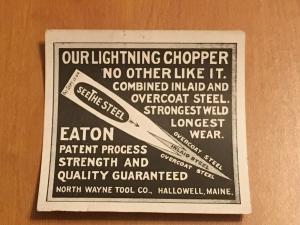 OUR LIGHTNING CHOPPER
NO OTHER LIKE IT.
COMBINED INLAID AND
OVERCOAT STEEL.
STRONGEST WELD
LONGEST
WEAR.
SEE THE STEEL
EATON
PATENT PROCESS
STRENGTH AND
QUALITY GUARANTEED
OVERCOAT STEEL
INLAID STEEL
OVERCOAT STEEL
NORTH WAYNE TOOL CO., HALLOWELL, MAINE.